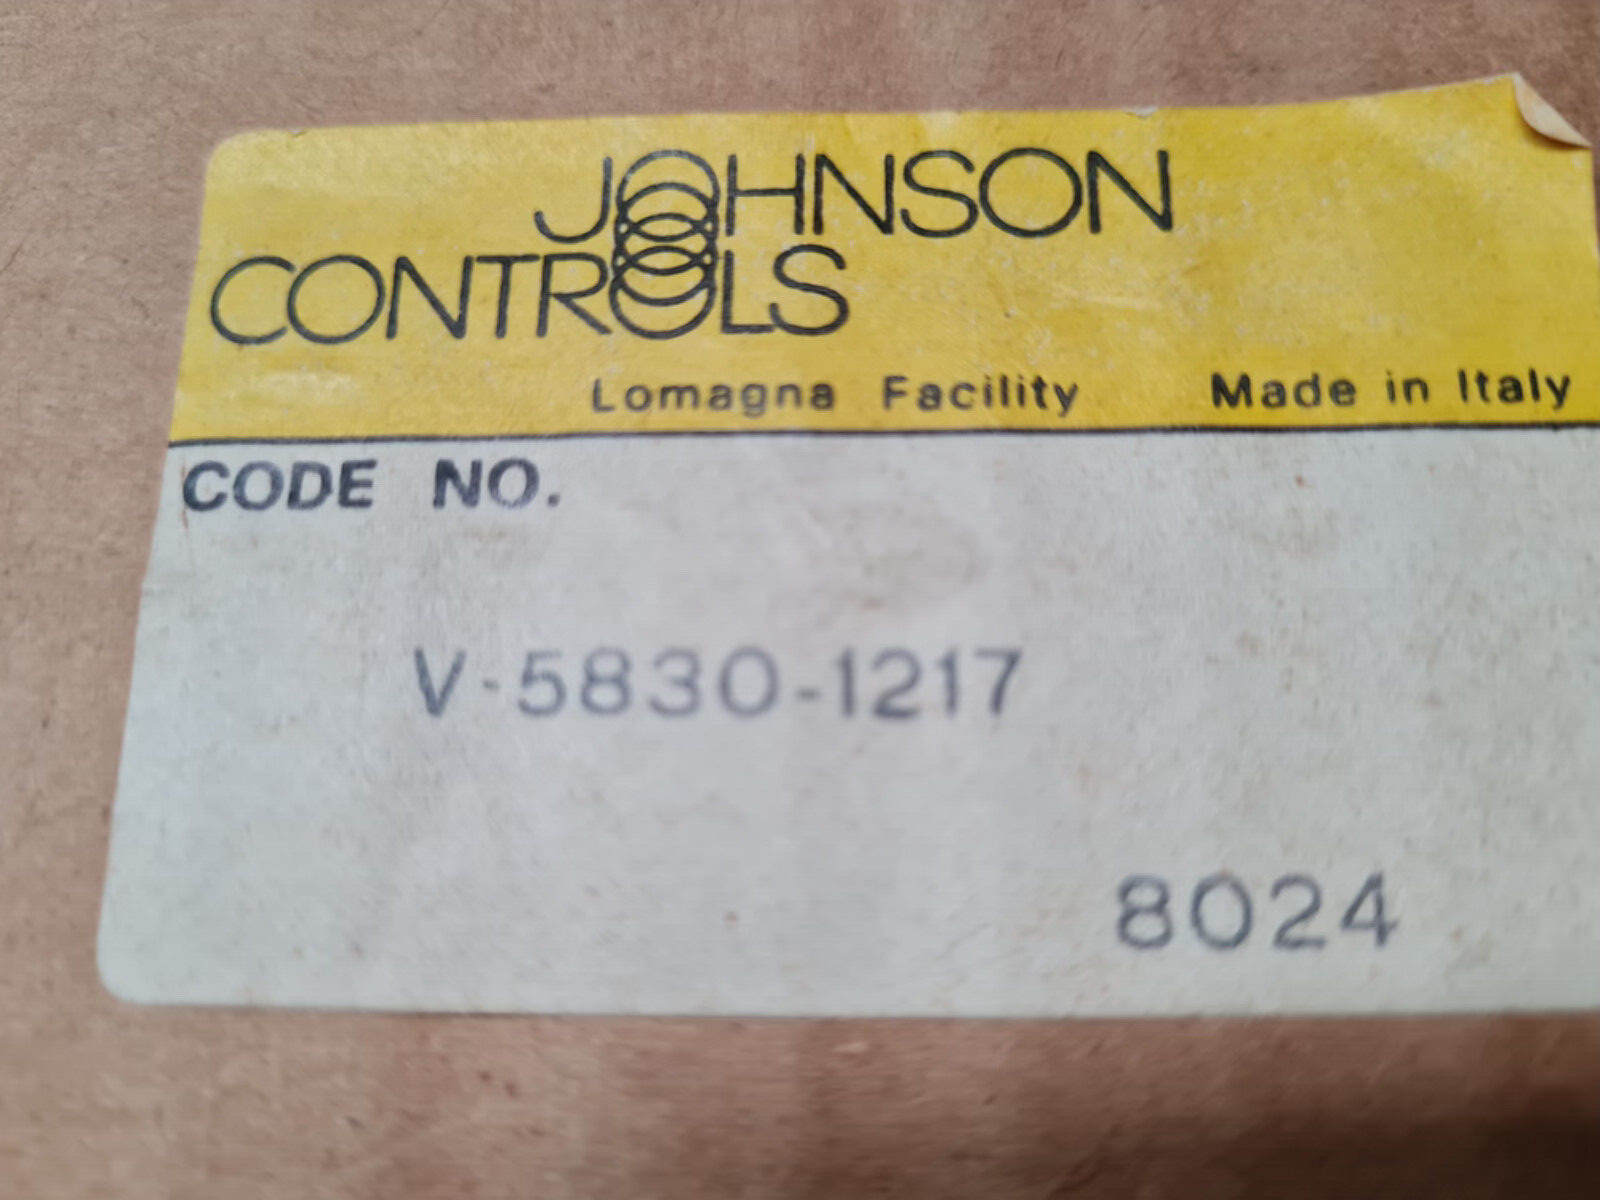 JOHNSON
CONTROLS
Lomagna Facility Made in Italy
CODE NO.
V-5830-1217
8024